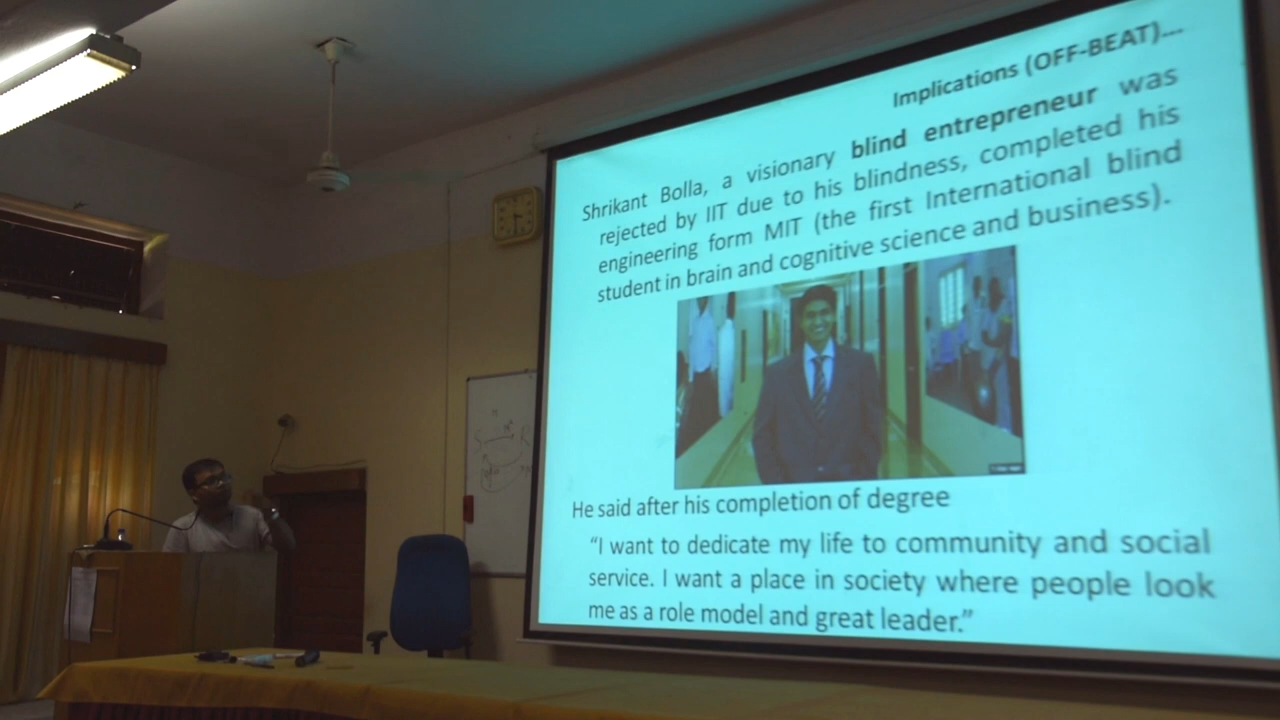 Implications (OFF-BEAT)...
Shrikant Bolla, a visionary blind entrepreneur was
rejected by IIT due to his blindness, completed his
engineering form MIT (the first International blind
student in brain and cognitive science and business).
He said after his completion of degree
“I want to dedicate my life to community and social
service. I want a place in society where people look
me as a role model and great leader.”